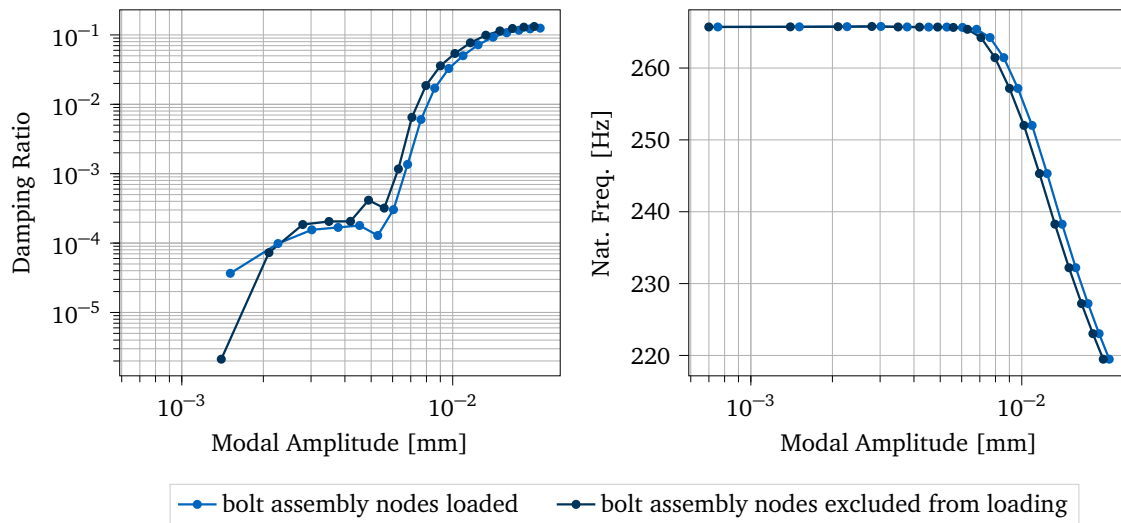 10⁻¹
10⁻²
10⁻³
10⁻⁴
10⁻⁵
Damping Ratio
10⁻³
10⁻²
Modal Amplitude [mm]
260
250
240
230
220
Nat. Freq. [Hz]
10⁻³
10⁻²
Modal Amplitude [mm]
bolt assembly nodes loaded
bolt assembly nodes excluded from loading